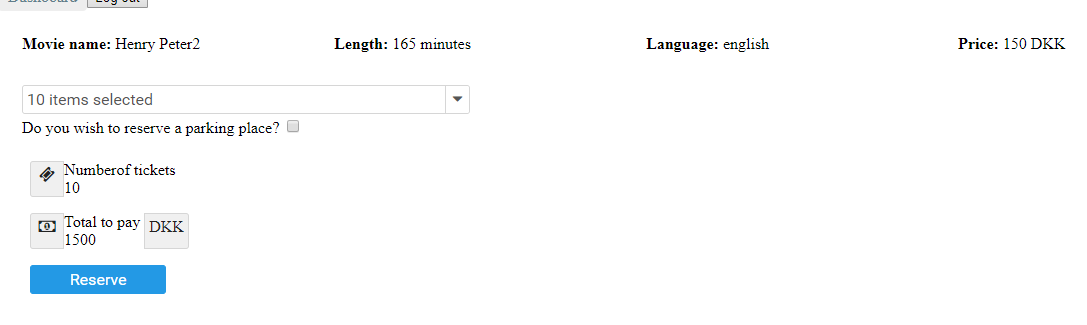 Dashboard Log out
Movie name: Henry Peter2 Length: 165 minutes Language: english Price: 150 DKK
10 items selected
Do you wish to reserve a parking place?
Numberof tickets
10
Total to pay DKK
1500
Reserve